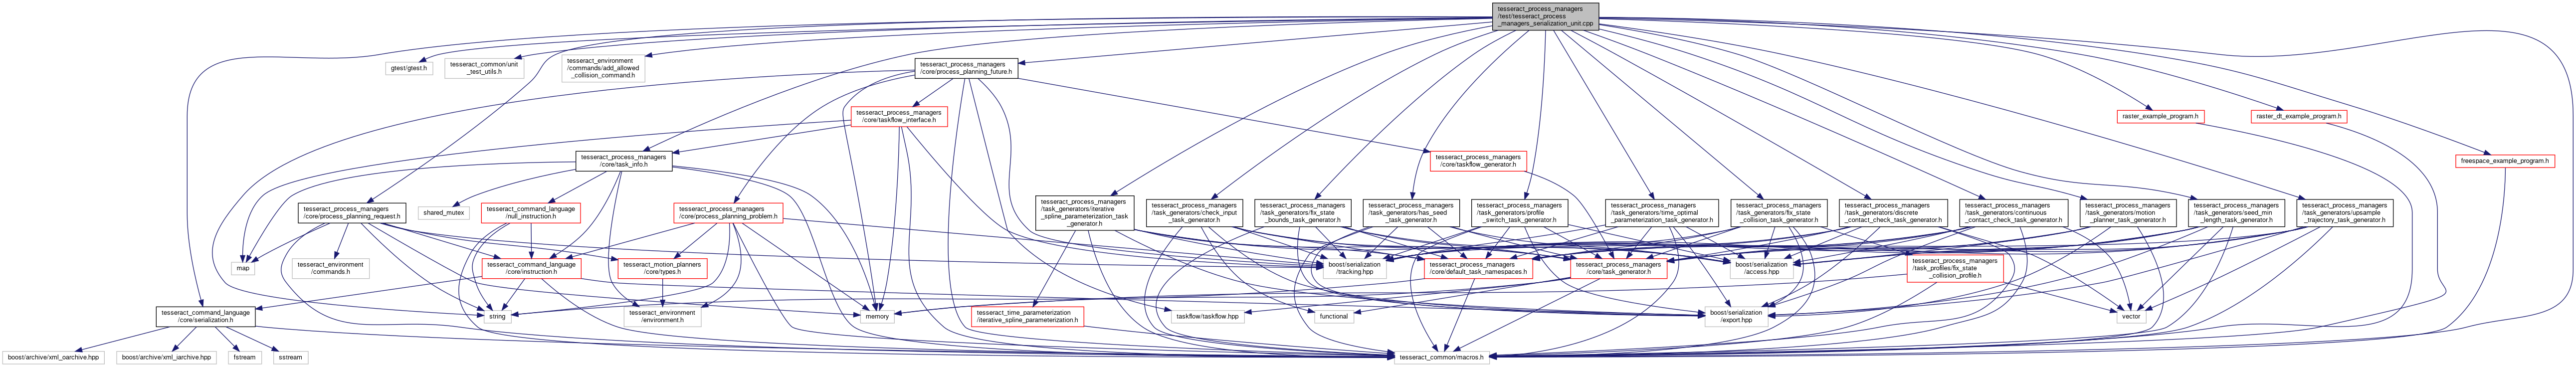 tesseract_process_managers
/test/tesseract_process
_managers_serialization_unit.cpp
gtest/gtest.h
tesseract_common/unit
_test_utils.h
tesseract_environment
/commands/add_allowed
_collision_command.h
tesseract_process_managers
/core/process_planning_future.h
tesseract_process_managers
/core/taskflow_interface.h
raster_example_program.h
raster_dt_example_program.h
tesseract_process_managers
/core/task_info.h
tesseract_process_managers
/core/taskflow_generator.h
freespace_example_program.h
tesseract_process_managers
/core/process_planning_request.h
shared_mutex
tesseract_command_language
/null_instruction.h
tesseract_process_managers
/core/process_planning_problem.h
tesseract_process_managers
/task_generators/iterative
_spline_parameterization_task
_generator.h
tesseract_process_managers
/task_generators/check_input
_task_generator.h
tesseract_process_managers
/task_generators/fix_state
_bounds_task_generator.h
tesseract_process_managers
/task_generators/has_seed
_task_generator.h
tesseract_process_managers
/task_generators/profile
_switch_task_generator.h
tesseract_process_managers
/task_generators/time_optimal
_parameterization_task_generator.h
tesseract_process_managers
/task_generators/fix_state
_collision_task_generator.h
tesseract_process_managers
/task_generators/discrete
_contact_check_task_generator.h
tesseract_process_managers
/task_generators/continuous
_contact_check_task_generator.h
tesseract_process_managers
/task_generators/motion
_planner_task_generator.h
tesseract_process_managers
/task_generators/seed_min
_length_task_generator.h
tesseract_process_managers
/task_generators/upsample
_trajectory_task_generator.h
map
tesseract_environment
/commands.h
tesseract_command_language
/core/instruction.h
tesseract_motion_planners
/core/types.h
boost/serialization
/tracking.hpp
tesseract_process_managers
/core/default_task_namespaces.h
tesseract_process_managers
/core/task_generator.h
boost/serialization
/access.hpp
tesseract_process_managers
/task_profiles/fix_state
_collision_profile.h
tesseract_command_language
/core/serialization.h
string
tesseract_environment
/environment.h
memory
tesseract_time_parameterization
/iterative_spline_parameterization.h
taskflow/taskflow.hpp
functional
boost/serialization
/export.hpp
vector
boost/archive/xml_oarchive.hpp
boost/archive/xml_iarchive.hpp
fstream
sstream
tesseract_common/macros.h